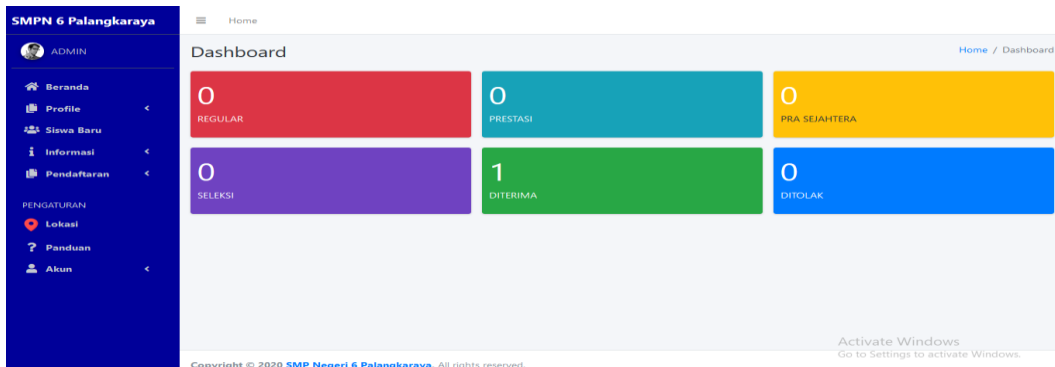 SMPN 6 Palangkaraya
Home
ADMIN
Dashboard
Home / Dashboard
Beranda
Profile
Siswa Baru
Informasi
Pendaftaran
PENGATURAN
Lokasi
Panduan
Akun
0
REGULAR
0
PRESTASI
0
PRA SEJAHTERA
0
SELEKSI
1
DITERIMA
0
DITOLAK
Activate Windows
Go to Settings to activate Windows.
Copyright © 2020 SMP Negeri 6 Palangkaraya. All rights reserved.